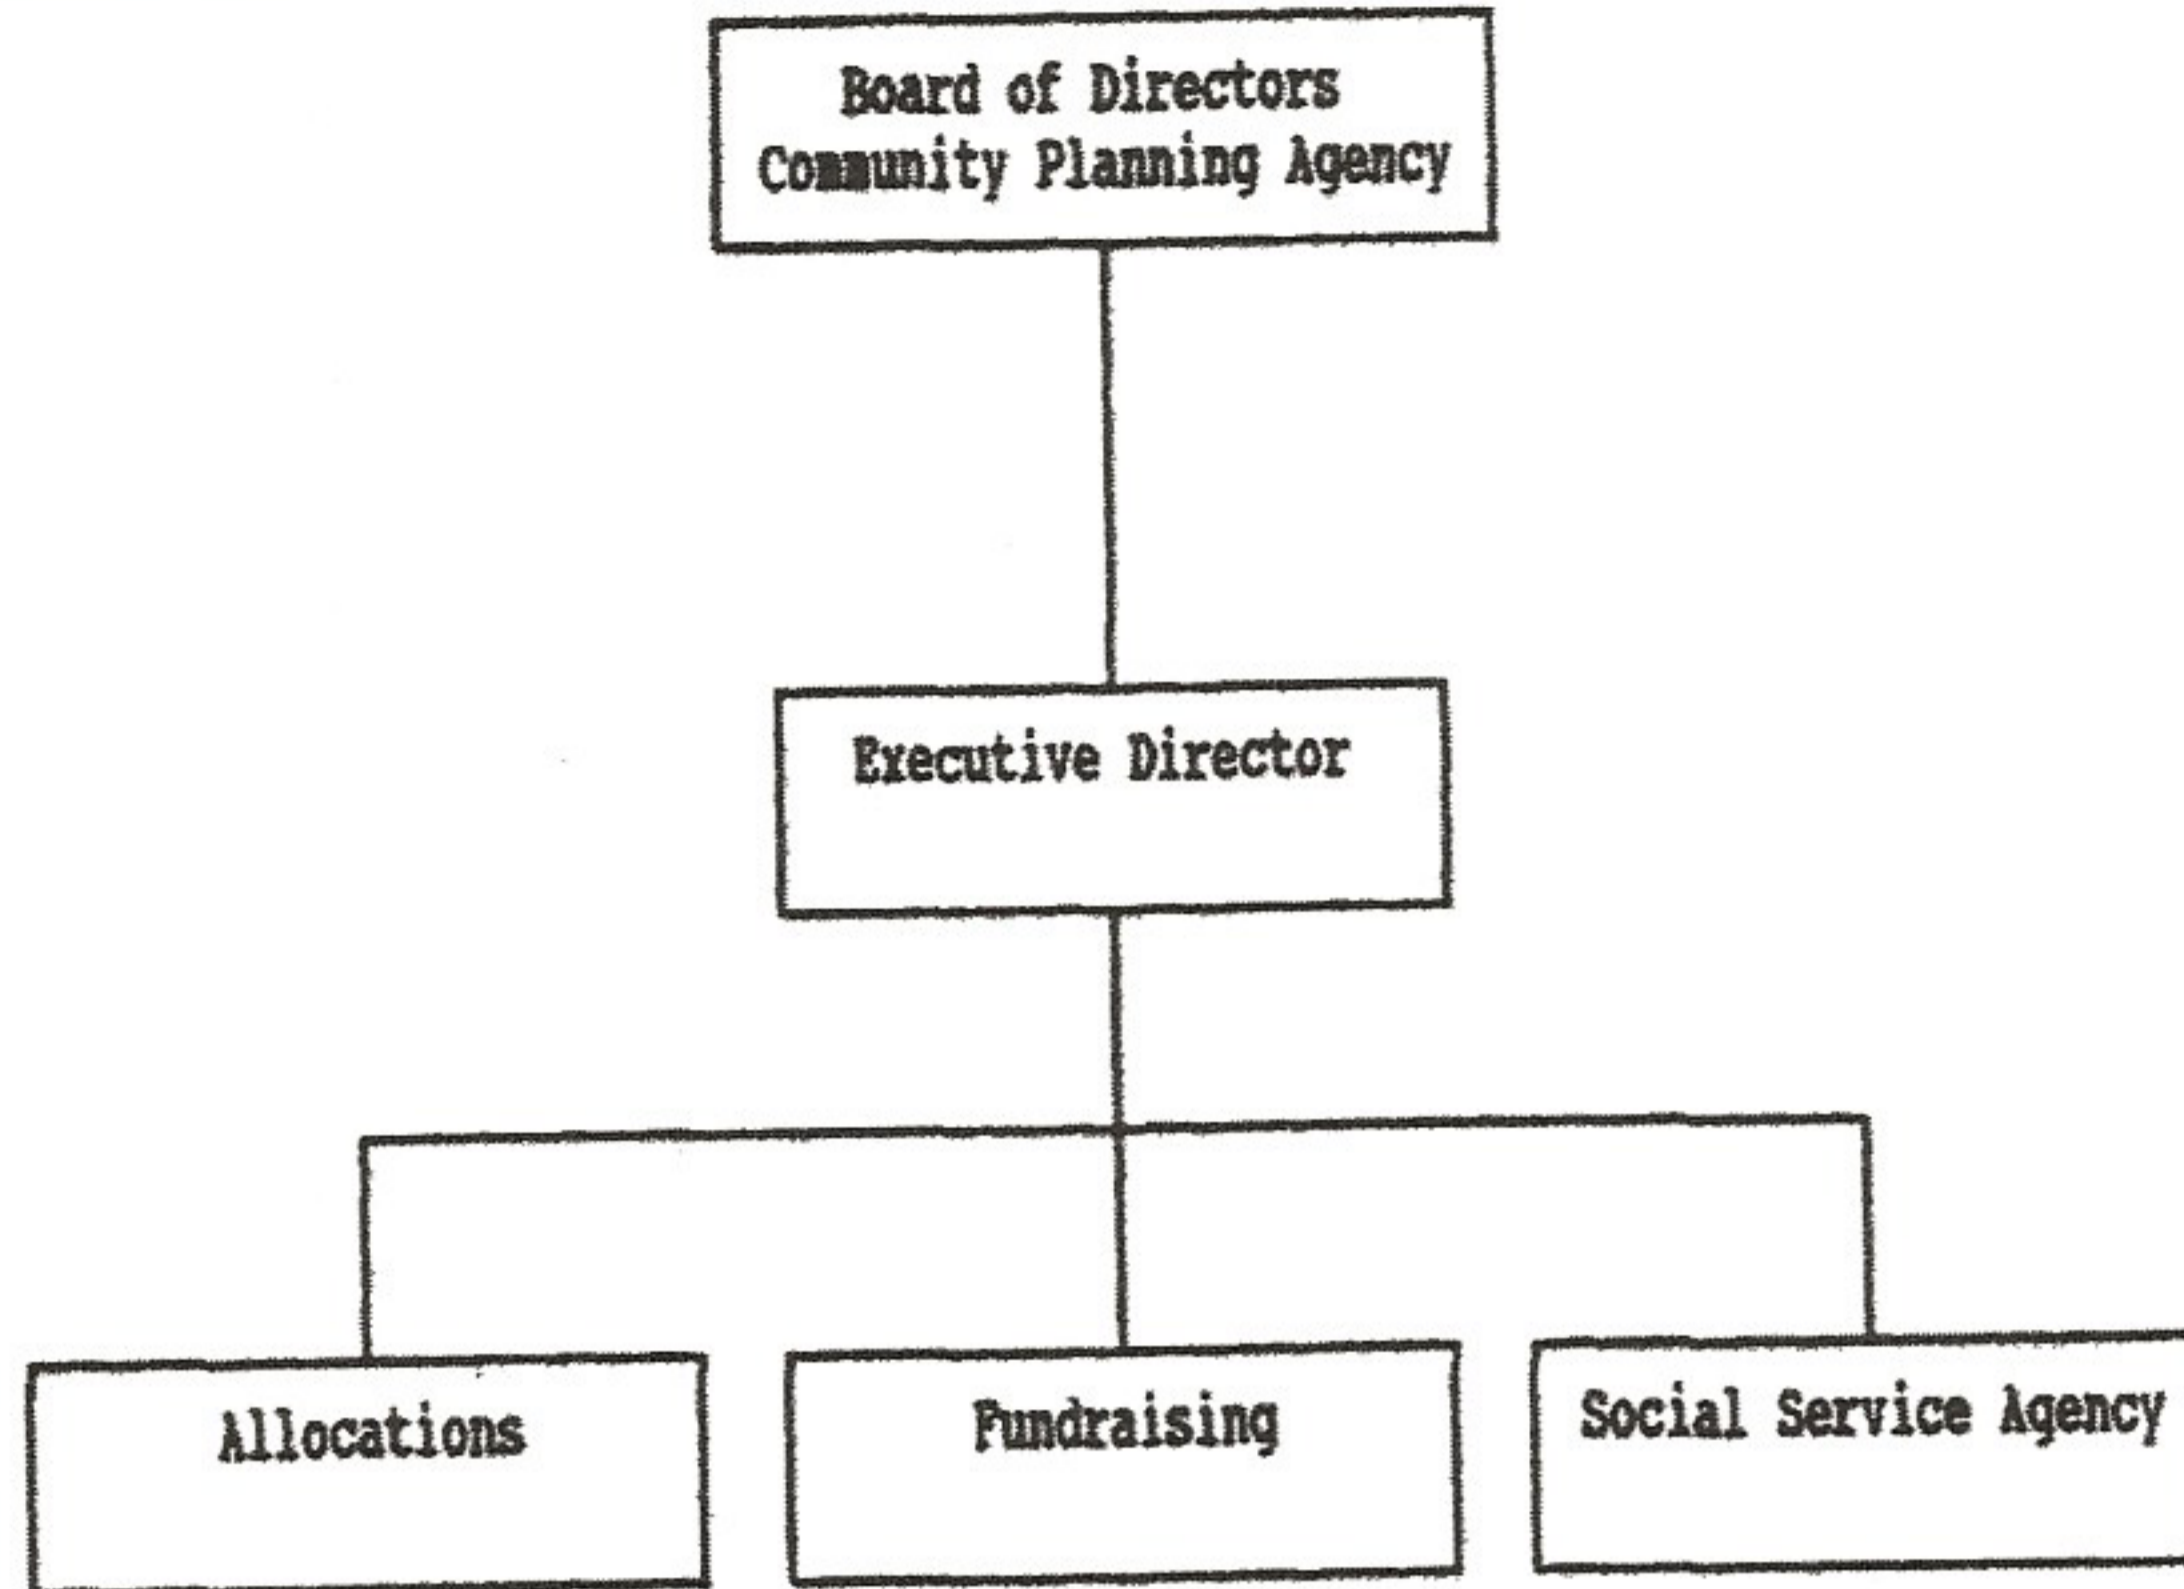 Board of Directors
Community Planning Agency
Executive Director
Allocations
Fundraising
Social Service Agency